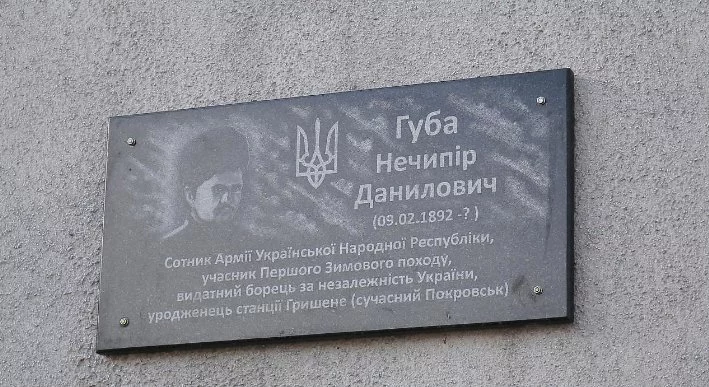 Губа
Нечипір
Данилович
(09.02.1892 -?)
Сотник Армії Української Народної Республіки,
учасник Першого Зимового походу,
видатний борець за незалежність України,
уродженець станції Гришене (сучасний Покровськ)